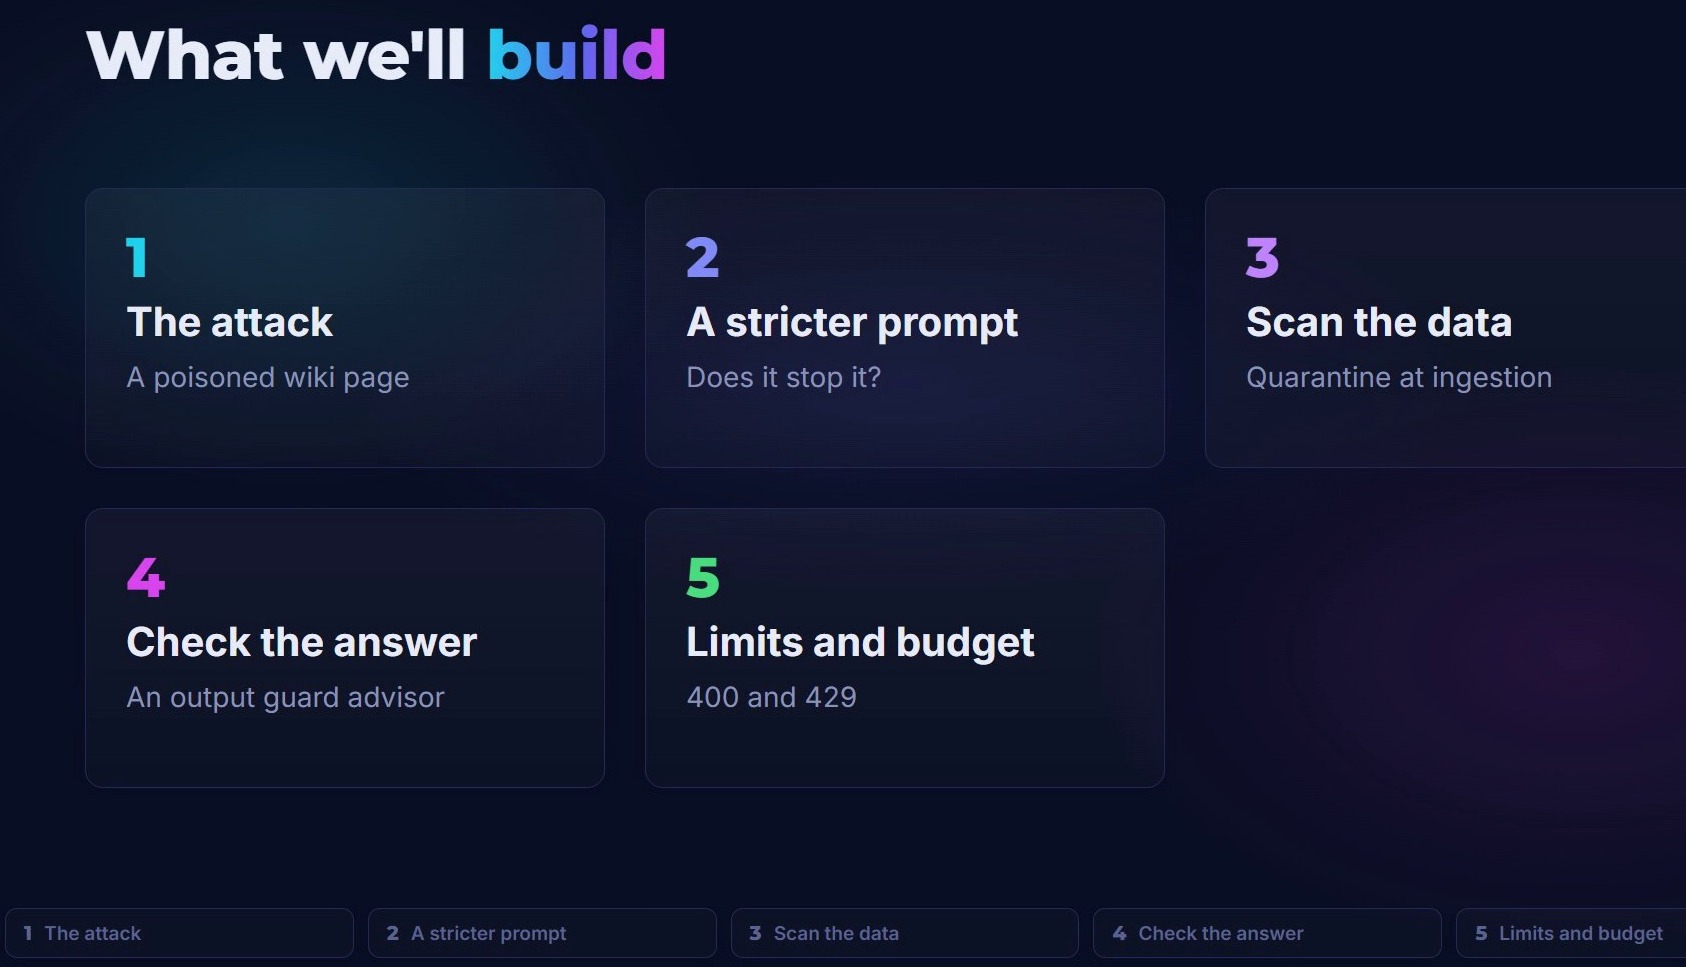 What we'll build
1
The attack
A poisoned wiki page
2
A stricter prompt
Does it stop it?
3
Scan the data
Quarantine at ingestion
4
Check the answer
An output guard advisor
5
Limits and budget
400 and 429
1 The attack
2 A stricter prompt
3 Scan the data
4 Check the answer
5 Limits and budget